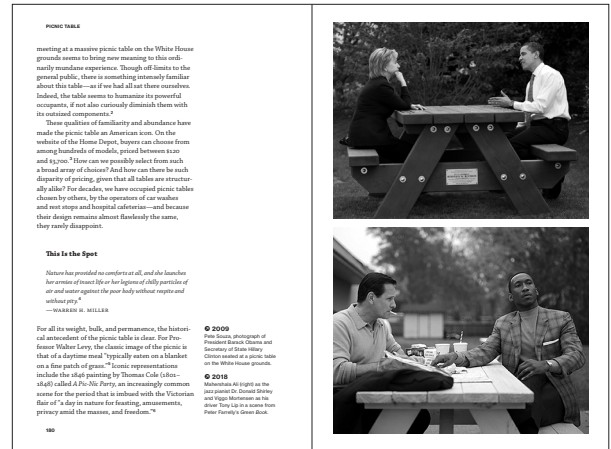 PICNIC TABLE
meeting at a massive picnic table on the White House
grounds seems to bring new meaning to this ordi-
narily mundane experience. Though off-limits to the
general public, there is something intensely familiar
about this table—as if we had all sat there ourselves.
Indeed, the table seems to humanize its powerful
occupants, if not also curiously diminish them with
its outsized components.²
These qualities of familiarity and abundance have
made the picnic table an American icon. On the
website of the Home Depot, buyers can choose from
among hundreds of models, priced between $120
and $3,700.³ How can we possibly select from such
a broad array of choices? And how can there be such
disparity of pricing, given that all tables are structur-
ally alike? For decades, we have occupied picnic tables
chosen by others, by the operators of car washes
and rest stops and hospital cafeterias—and because
their design remains almost flawlessly the same,
they rarely disappoint.
This Is the Spot
Nature has provided no comforts at all, and she launches
her armies of insect life or her legions of chilly particles of
air and water against the poor body without respite and
without pity.⁴
—WARREN H. MILLER
For all its weight, bulk, and permanence, the histori-
cal antecedent of the picnic table is clear. For Pro-
fessor Walter Levy, the classic image of the picnic is
that of a daytime meal "typically eaten on a blanket
on a fine patch of grass."⁵ Iconic representations
include the 1846 painting by Thomas Cole (1801–
1848) called A Pic-Nic Party, an increasingly common
scene for the period that is imbued with the Victorian
flair of "a day in nature for feasting, amusements,
privacy amid the masses, and freedom."⁶
2009
Pete Souza, photograph of
President Barack Obama and
Secretary of State Hillary
Clinton seated at a picnic table
on the White House grounds.
2018
Mahershala Ali (right) as the
jazz pianist Dr. Donald Shirley
and Viggo Mortensen as his
driver Tony Lip in a scene from
Peter Farrelly's Green Book.
180